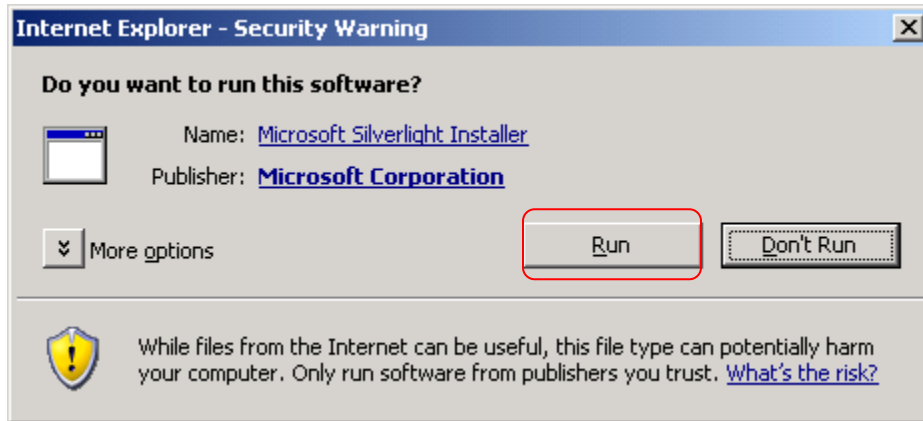 Internet Explorer - Security Warning
Do you want to run this software?
Name: Microsoft Silverlight Installer
Publisher: Microsoft Corporation
More options
Run
Don't Run
While files from the Internet can be useful, this file type can potentially harm
your computer. Only run software from publishers you trust. What's the risk?